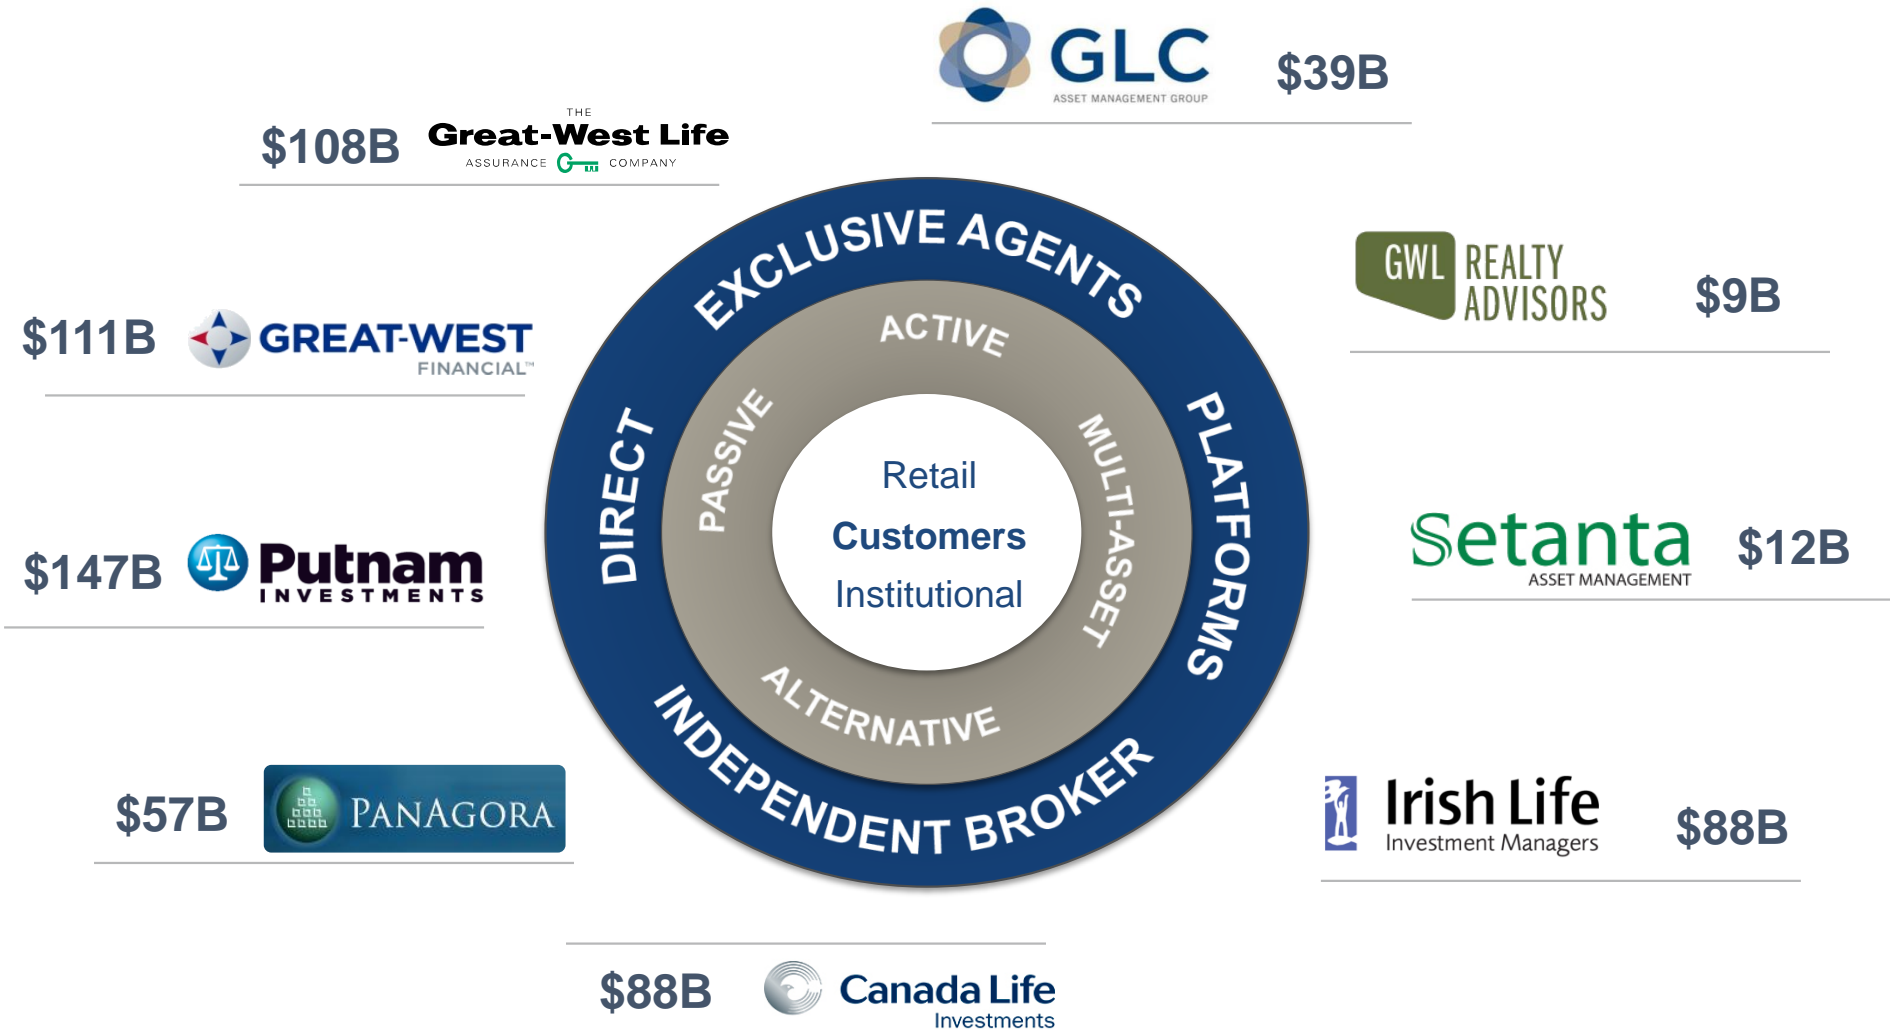 GLC
ASSET MANAGEMENT GROUP
$39B
$108B
THE
Great-West Life
ASSURANCE COMPANY
GWL REALTY
ADVISORS
$9B
$111B
GREAT-WEST
FINANCIAL™
$147B
Putnam
INVESTMENTS
Setanta
ASSET MANAGEMENT
$12B
$57B
PANAGORA
Irish Life
Investment Managers
$88B
$88B
Canada Life
Investments
EXCLUSIVE AGENTS
PLATFORMS
INDEPENDENT BROKER
DIRECT
ACTIVE
MULTI-ASSET
ALTERNATIVE
PASSIVE
Retail
Customers
Institutional